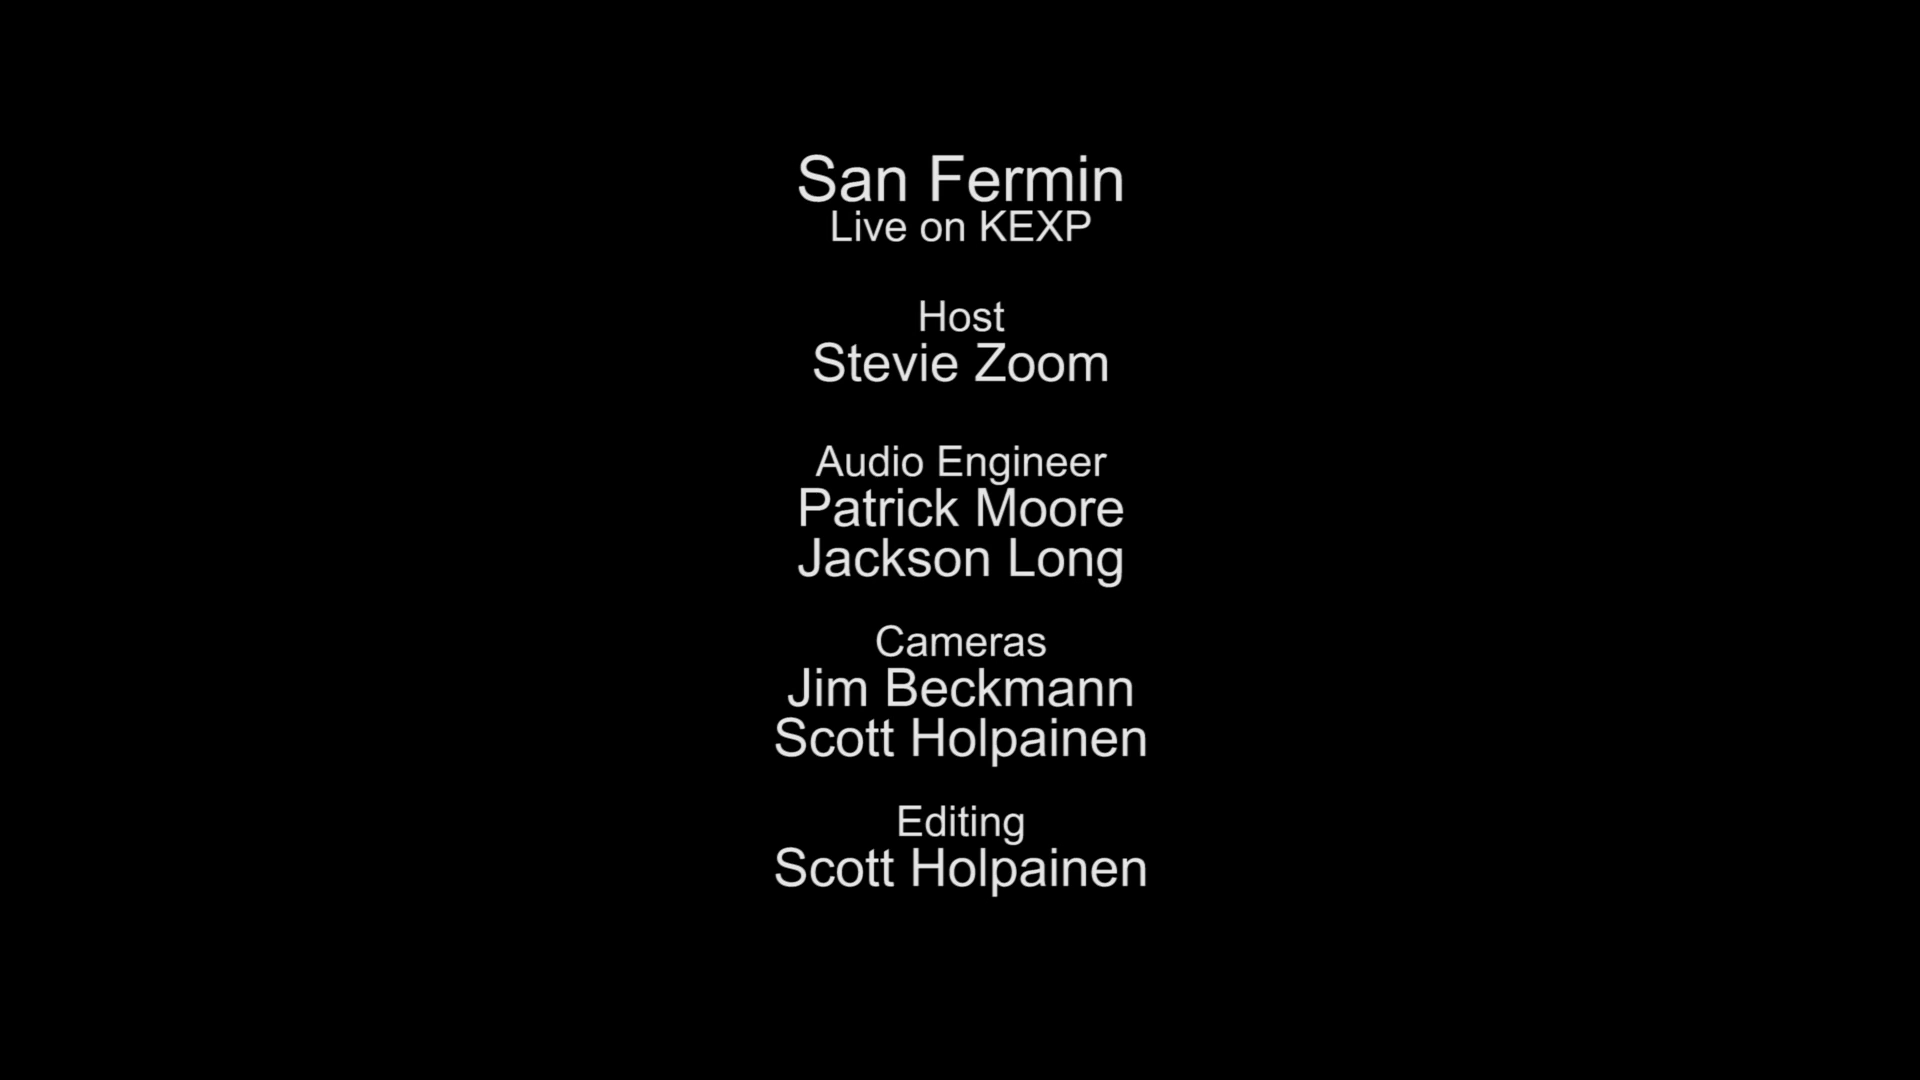 San Fermin
Live on KEXP
Host
Stevie Zoom
Audio Engineer
Patrick Moore
Jackson Long
Cameras
Jim Beckmann
Scott Holpainen
Editing
Scott Holpainen